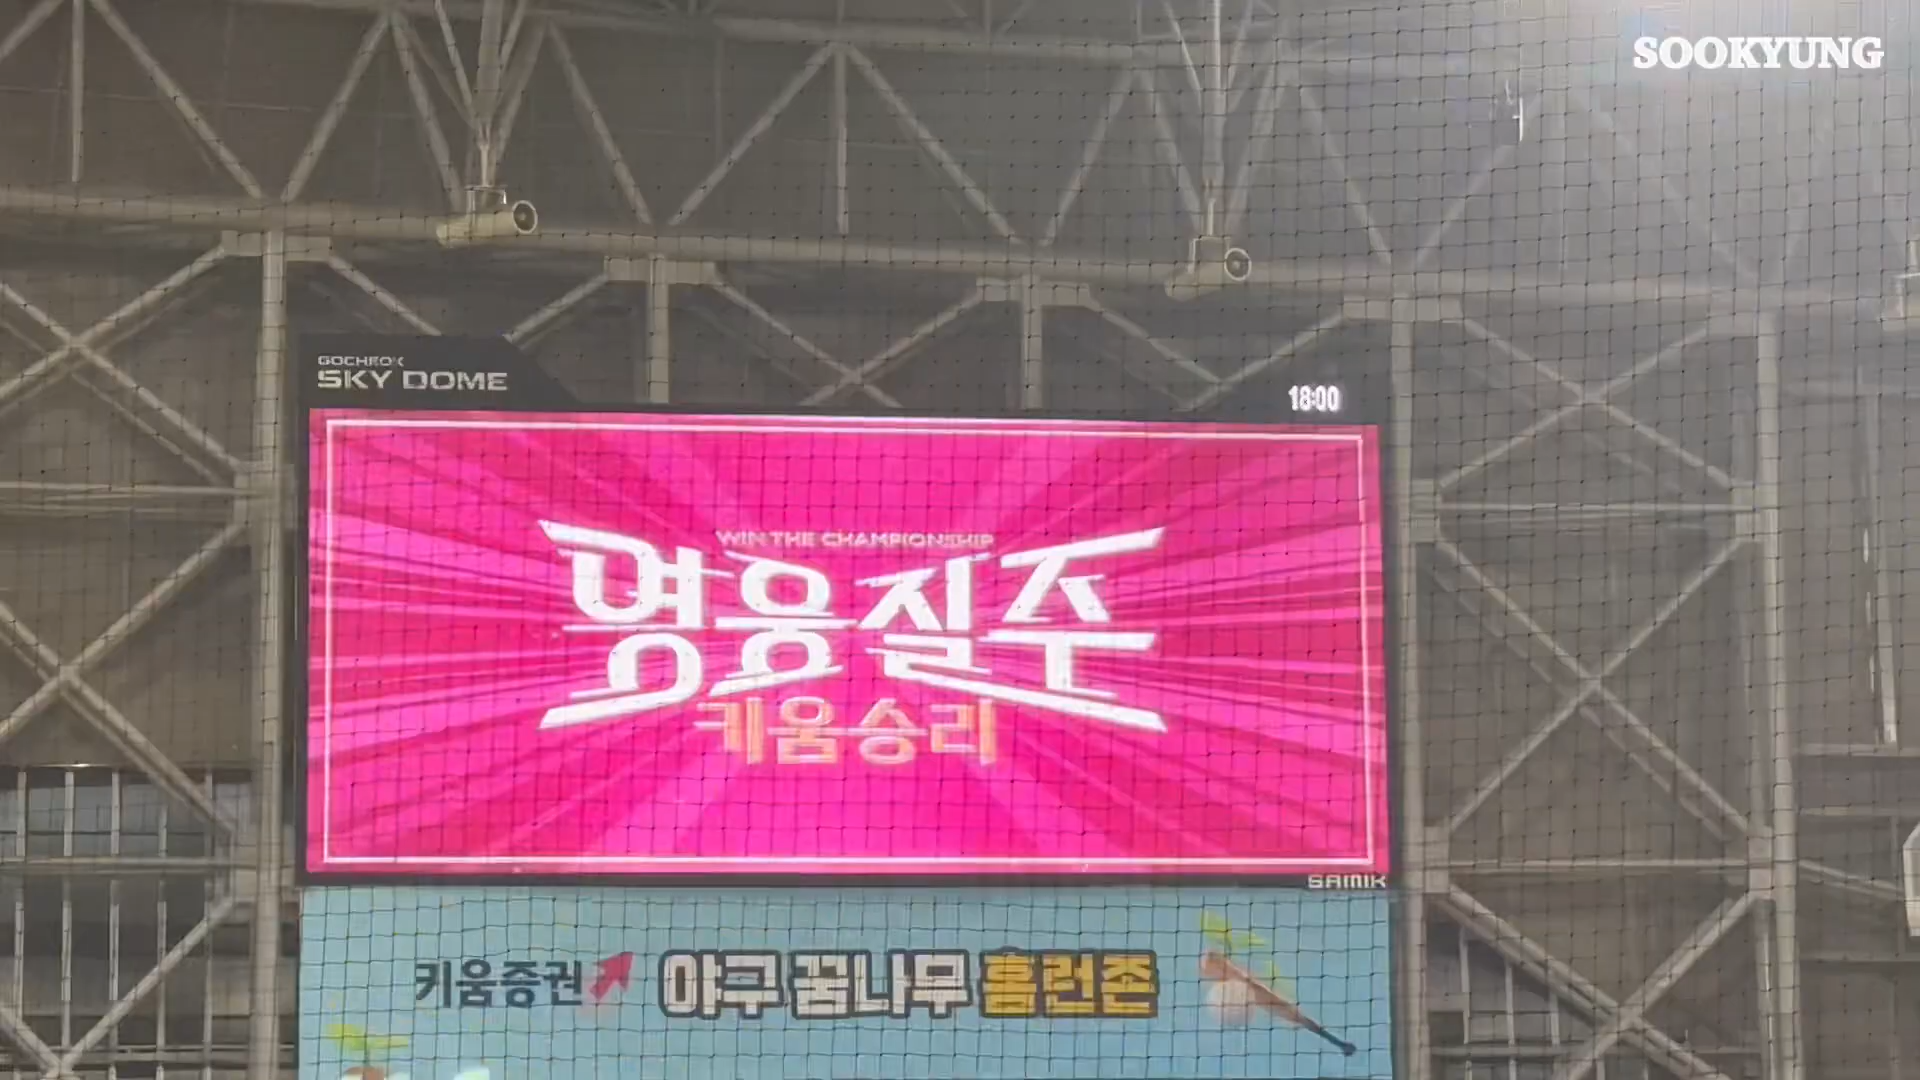 SOOKYUNG
GOCHEOK
SKY DOME
18:00
WIN THE CHAMPIONSHIP
영웅질주
키움승리
SAMIK
키움증권
야구 꿈나무 홈런존